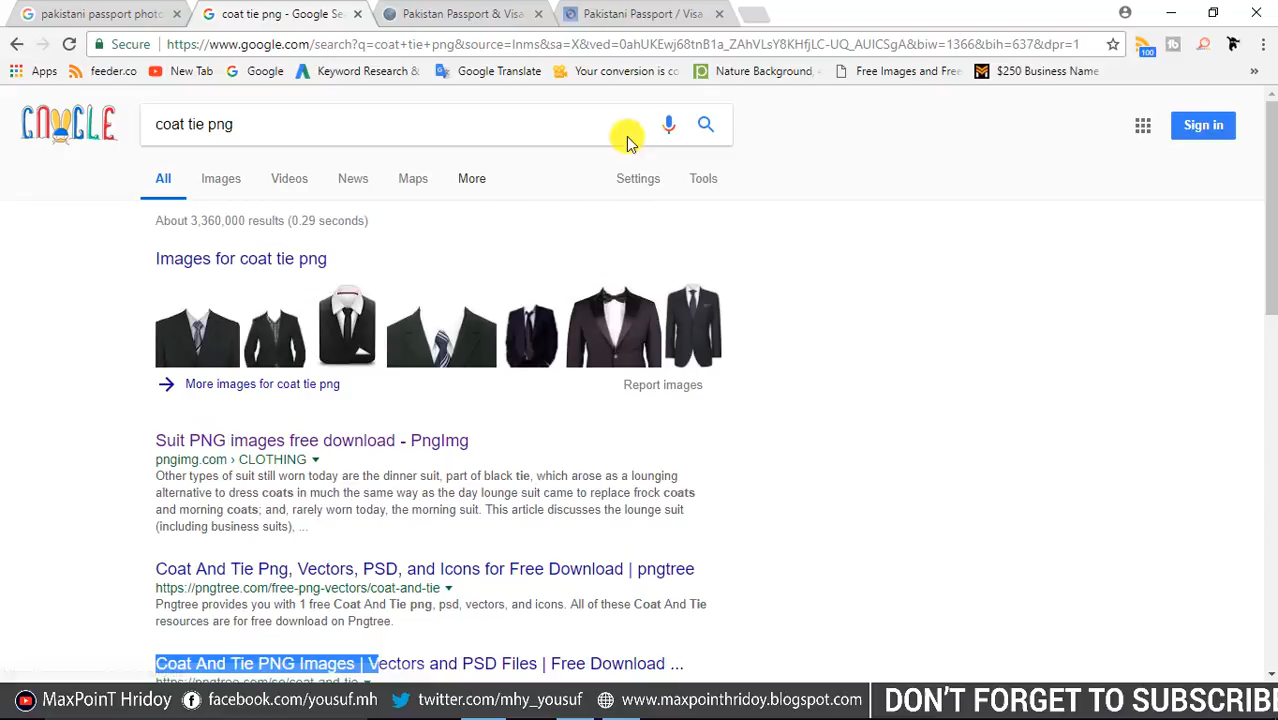 pakistani passport photo
coat tie png - Google Se
Pakistan Passport & Visa
Pakistani Passport / Visa
Secure
https://www.google.com/search?q=coat+tie+png&source=lnms&sa=X&ved=0ahUKEwj68tnt
_ZAhVLsY8KHfjLC-UQ_AUICSgA&biw=1366&bih=637&dpr=1
100
Apps
feeder.co
New Tab
Google
Keyword Research &
Google Translate
Your conversion is co
Nature Background,
Free Images and Free
$250 Business Name
»
coat tie png
Sign in
All
Images
Videos
News
Maps
More
Settings
Tools
About 3,360,000 results (0.29 seconds)
Images for coat tie png
More images for coat tie png
Report images
Suit PNG images free download - PngImg
pngimg.com › CLOTHING
Other types of suit still worn today are the dinner suit, part of black tie, which arose as a lounging
alternative to dress coats in much the same way as the day lounge suit came to replace frock coats
and morning coats; and, rarely worn today, the morning suit. This article discusses the lounge suit
(including business suits), ...
Coat And Tie Png, Vectors, PSD, and Icons for Free Download | pngtree
https://pngtree.com/free-png-vectors/coat-and-tie
Pngtree provides you with 1 free Coat And Tie png, psd, vectors, and icons. All of these Coat And Tie
resources are for free download on Pngtree.
Coat And Tie PNG Images | Vectors and PSD Files | Free Download ...
https://pngtree.com/so/coat-and-tie
MaxPoinT Hridoy
facebook.com/yousuf.mh
twitter.com/mhy_yousuf
www.maxpointhridoy.blogspot.com
DON'T FORGET TO SUBSCRIBE